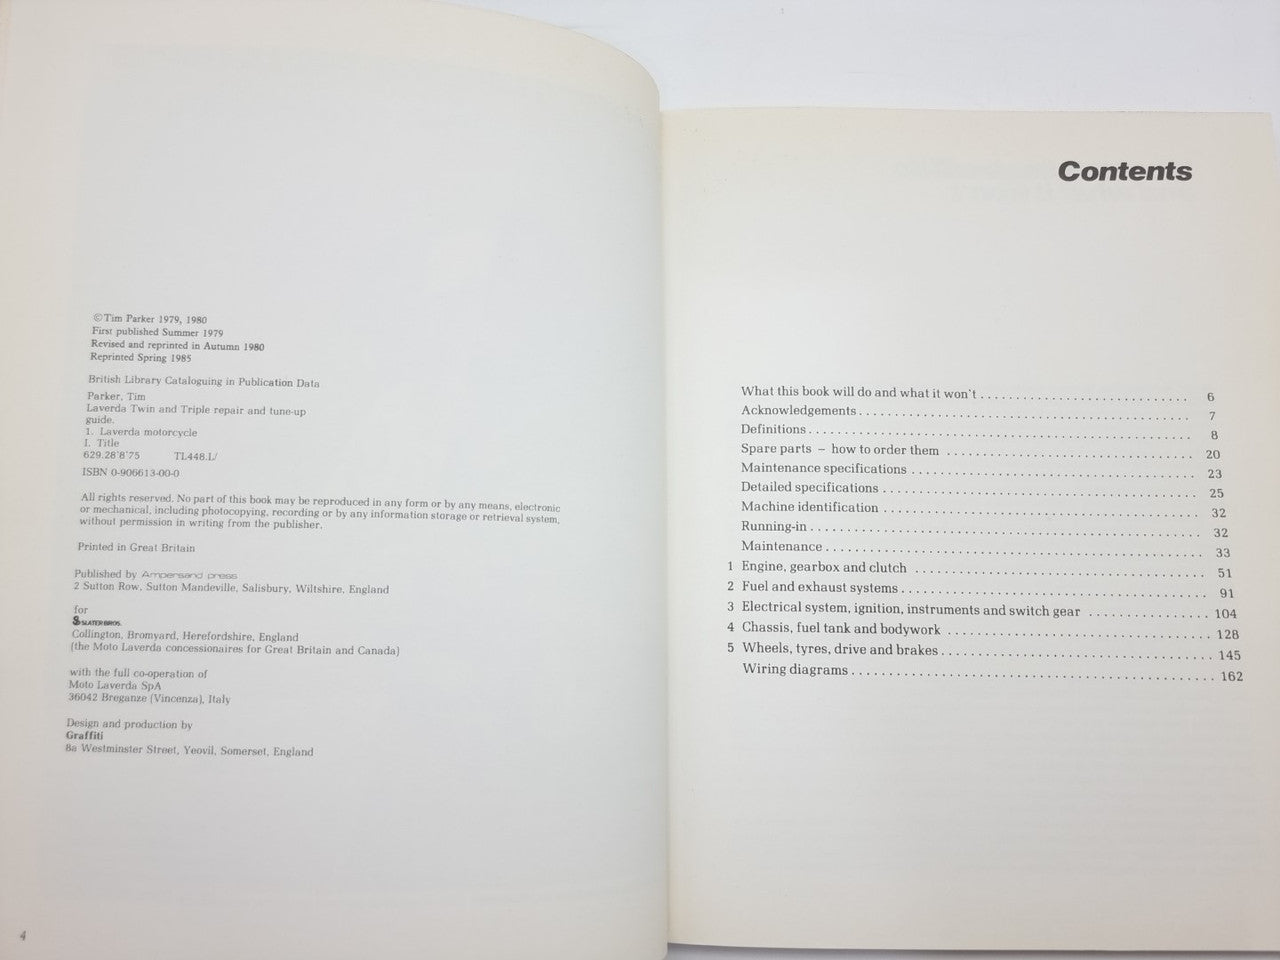 ©Tim Parker 1979, 1980
First published Summer 1979
Revised and reprinted in Autumn 1980
Reprinted Spring 1985
British Library Cataloguing in Publication Data
Parker, Tim
Laverda Twin and Triple repair and tune-up
guide.
1. Laverda motorcycle
I. Title
629.28'8'75 TL448.L/
ISBN 0-906613-00-0
All rights reserved. No part of this book may be reproduced in any form or by any means, electronic
or mechanical, including photocopying, recording or by any information storage or retrieval system,
without permission in writing from the publisher.
Printed in Great Britain
Published by Ampersand press
2 Sutton Row, Sutton Mandeville, Salisbury, Wiltshire, England
for
SLATER BROS.
Collington, Bromyard, Herefordshire, England
(the Moto Laverda concessionaires for Great Britain and Canada)
with the full co-operation of
Moto Laverda SpA
36042 Breganze (Vincenza), Italy
Design and production by
Graffiti
8a Westminster Street, Yeovil, Somerset, England
4
Contents
What this book will do and what it won't . . . . . . . . . . . . . . . . . . . . . . . . . . . . . 6
Acknowledgements . . . . . . . . . . . . . . . . . . . . . . . . . . . . . . . . . . . . . . . . . . . . . 7
Definitions . . . . . . . . . . . . . . . . . . . . . . . . . . . . . . . . . . . . . . . . . . . . . . . . . . . . 8
Spare parts – how to order them . . . . . . . . . . . . . . . . . . . . . . . . . . . . . . . . . . 20
Maintenance specifications . . . . . . . . . . . . . . . . . . . . . . . . . . . . . . . . . . . . . . 23
Detailed specifications . . . . . . . . . . . . . . . . . . . . . . . . . . . . . . . . . . . . . . . . . . 25
Machine identification . . . . . . . . . . . . . . . . . . . . . . . . . . . . . . . . . . . . . . . . . . 32
Running-in . . . . . . . . . . . . . . . . . . . . . . . . . . . . . . . . . . . . . . . . . . . . . . . . . . . . 32
Maintenance . . . . . . . . . . . . . . . . . . . . . . . . . . . . . . . . . . . . . . . . . . . . . . . . . . 33
1 Engine, gearbox and clutch . . . . . . . . . . . . . . . . . . . . . . . . . . . . . . . . . . . . . . 51
2 Fuel and exhaust systems . . . . . . . . . . . . . . . . . . . . . . . . . . . . . . . . . . . . . . . . 91
3 Electrical system, ignition, instruments and switch gear . . . . . . . . . . . . . . . . 104
4 Chassis, fuel tank and bodywork . . . . . . . . . . . . . . . . . . . . . . . . . . . . . . . . . . 128
5 Wheels, tyres, drive and brakes . . . . . . . . . . . . . . . . . . . . . . . . . . . . . . . . . . . 145
Wiring diagrams . . . . . . . . . . . . . . . . . . . . . . . . . . . . . . . . . . . . . . . . . . . . . . . 162